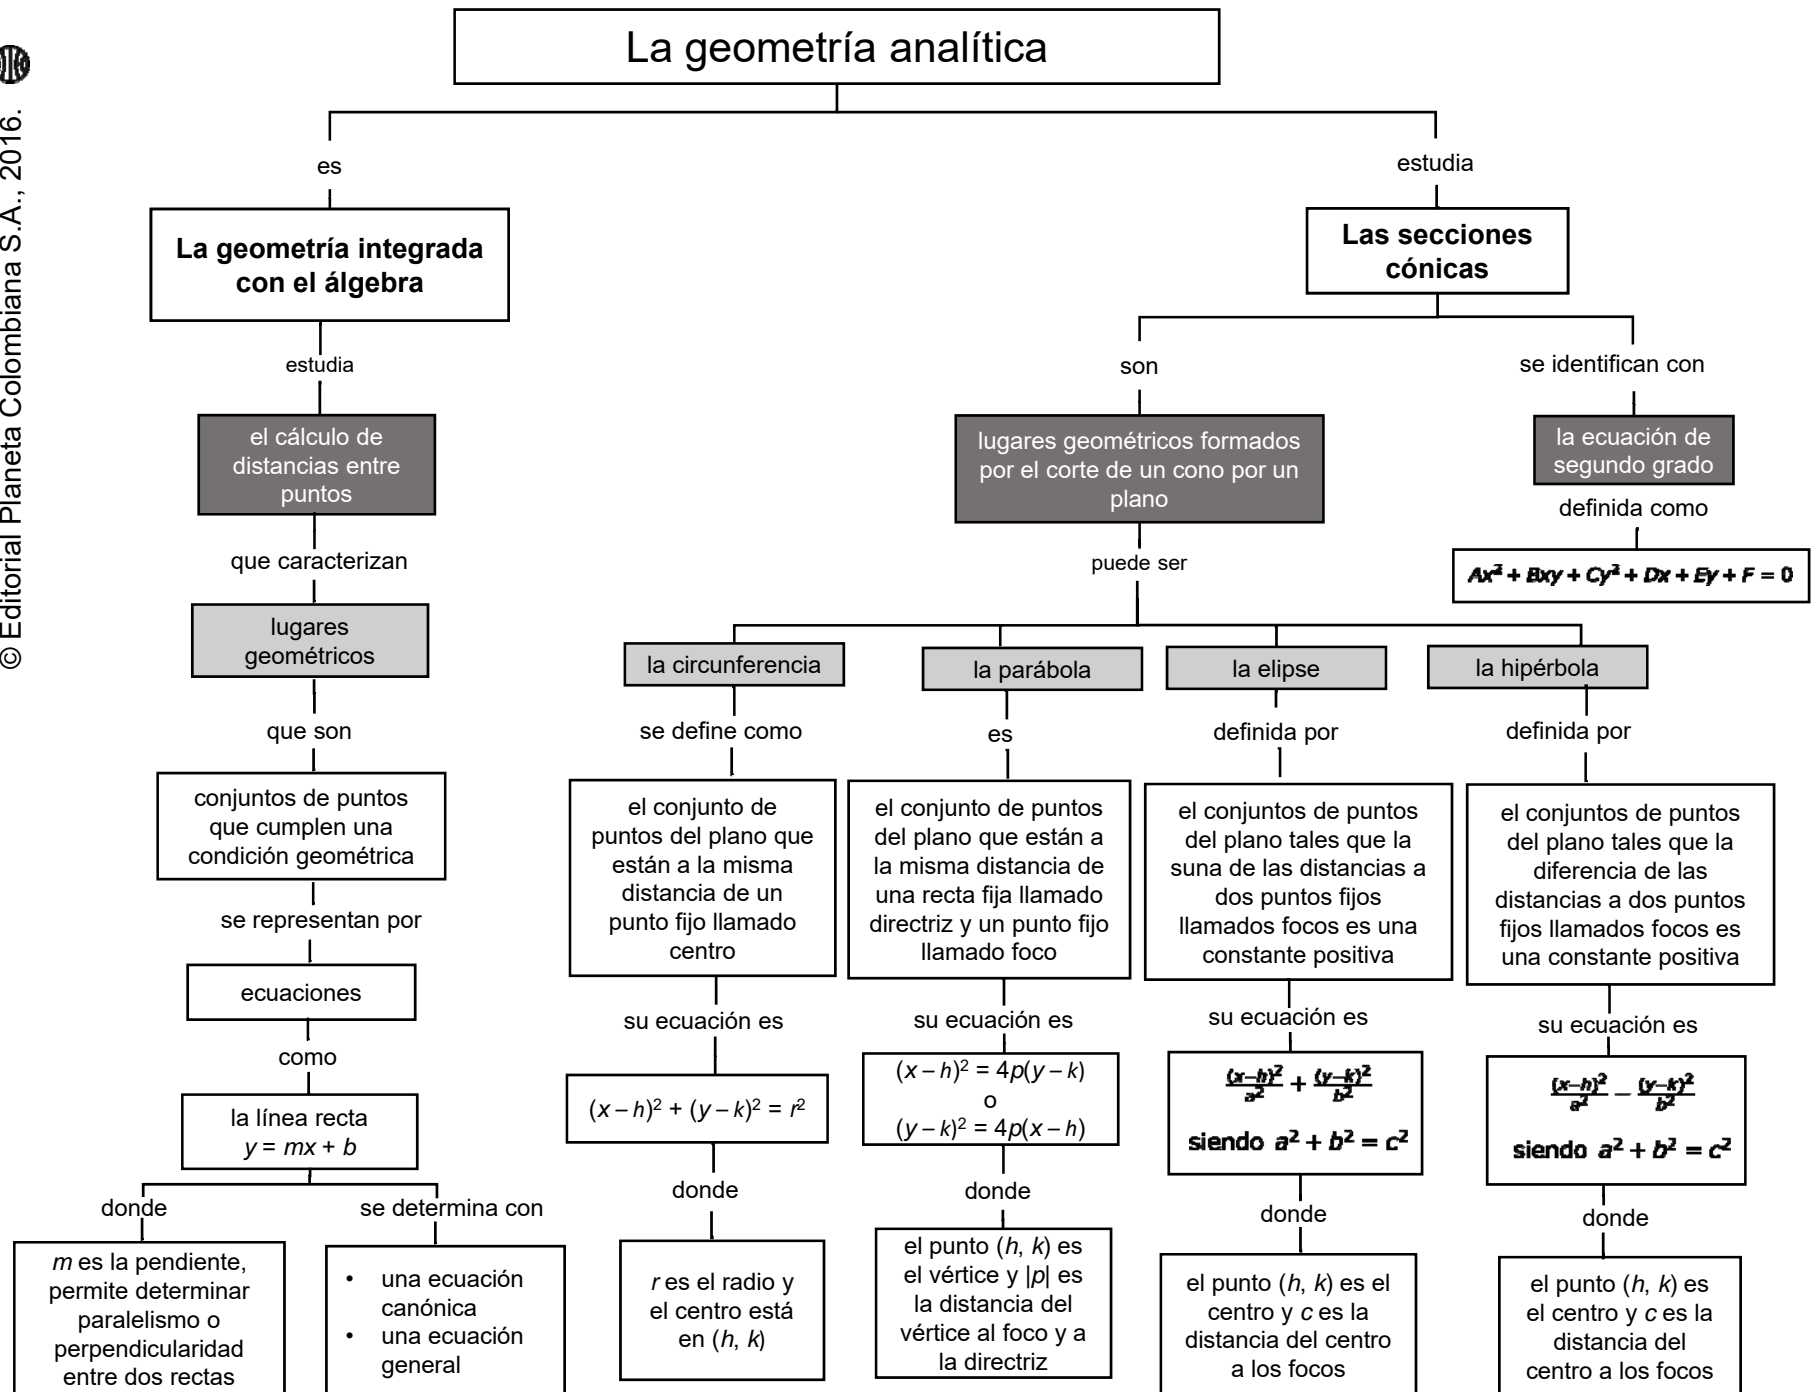 La geometría analítica
© Editorial Planeta Colombiana S.A., 2016.
es
La geometría integrada
con el álgebra
estudia
el cálculo de
distancias entre
puntos
que caracterizan
lugares
geométricos
que son
conjuntos de puntos
que cumplen una
condición geométrica
se representan por
ecuaciones
como
la línea recta
y = mx + b
donde
m es la pendiente,
permite determinar
paralelismo o
perpendicularidad
entre dos rectas
se determina con
• una ecuación
canónica
• una ecuación
general
estudia
Las secciones
cónicas
son
lugares geométricos formados
por el corte de un cono por un
plano
puede ser
la circunferencia
se define como
el conjunto de
puntos del plano que
están a la misma
distancia de un
punto fijo llamado
centro
su ecuación es
(x – h)² + (y – k)² = r²
donde
r es el radio y
el centro está
en (h, k)
la parábola
es
el conjunto de puntos
del plano que están a
la misma distancia de
una recta fija llamado
directriz y un punto fijo
llamado foco
su ecuación es
(x – h)² = 4p(y – k)
o
(y – k)² = 4p(x – h)
donde
el punto (h, k) es
el vértice y |p| es
la distancia del
vértice al foco y a
la directriz
la elipse
definida por
el conjuntos de puntos
del plano tales que la
suna de las distancias a
dos puntos fijos
llamados focos es una
constante positiva
su ecuación es
(x–h)²/a² + (y–k)²/b²
siendo a² + b² = c²
donde
el punto (h, k) es el
centro y c es la
distancia del centro
a los focos
la hipérbola
definida por
el conjuntos de puntos
del plano tales que la
diferencia de las
distancias a dos puntos
fijos llamados focos es
una constante positiva
su ecuación es
(x–h)²/a² – (y–k)²/b²
siendo a² + b² = c²
donde
el punto (h, k) es
el centro y c es la
distancia del
centro a los focos
se identifican con
la ecuación de
segundo grado
definida como
Ax² + Bxy + Cy² + Dx + Ey + F = 0